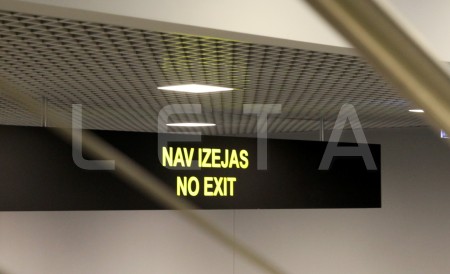 LETA
NAV IZEJAS
NO EXIT